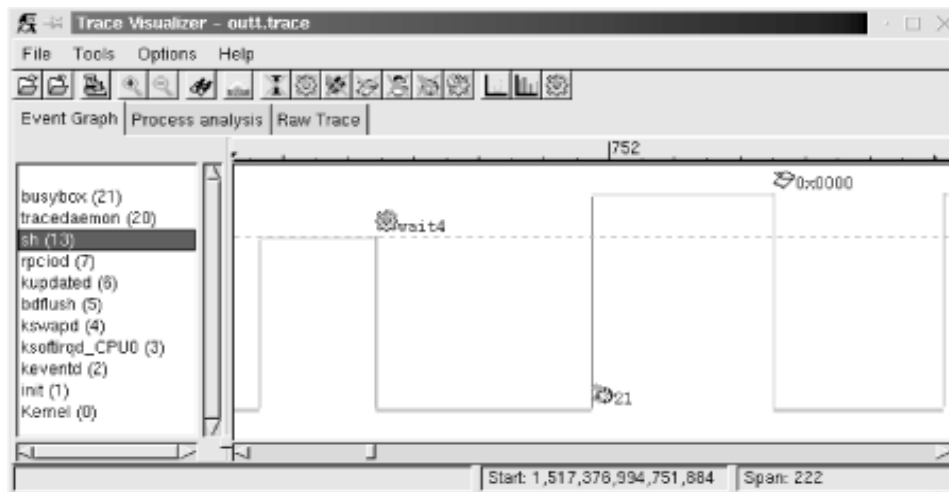 Trace Visualizer - outt.trace
File Tools Options Help
Event Graph Process analysis Raw Trace
752
busybox (21)
tracedaemon (20)
sh (13)
rpciod (7)
kupdated (6)
bdflush (5)
kswapd (4)
ksoftirqd_CPU0 (3)
keventd (2)
init (1)
Kernel (0)
0x0000
wait4
21
Start: 1,517,376,994,751,884 Span: 222